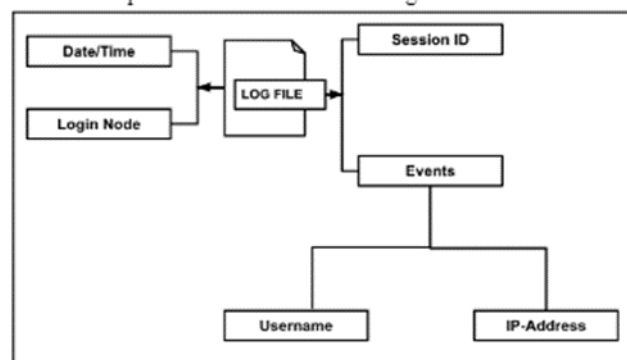 Date/Time
Session ID
LOG FILE
Login Node
Events
Username
IP-Address